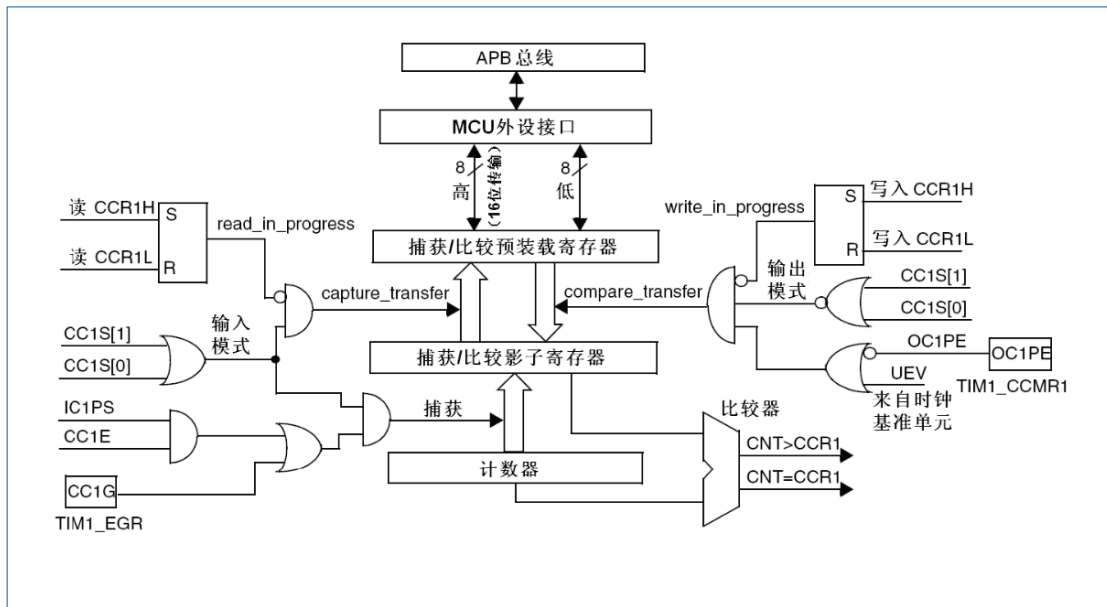 APB 总线
MCU外设接口
8
高
(16位传输)
8
低
读 CCR1H
S
read_in_progress
读 CCR1L
R
捕获/比较预装载寄存器
write_in_progress
S
写入 CCR1H
R
写入 CCR1L
capture_transfer
compare_transfer
输出
模式
CC1S[1]
CC1S[0]
CC1S[1]
输入
模式
CC1S[0]
捕获/比较影子寄存器
OC1PE
OC1PE
UEV
TIM1_CCMR1
来自时钟
基准单元
IC1PS
捕获
CC1E
比较器
CNT>CCR1
计数器
CNT=CCR1
CC1G
TIM1_EGR